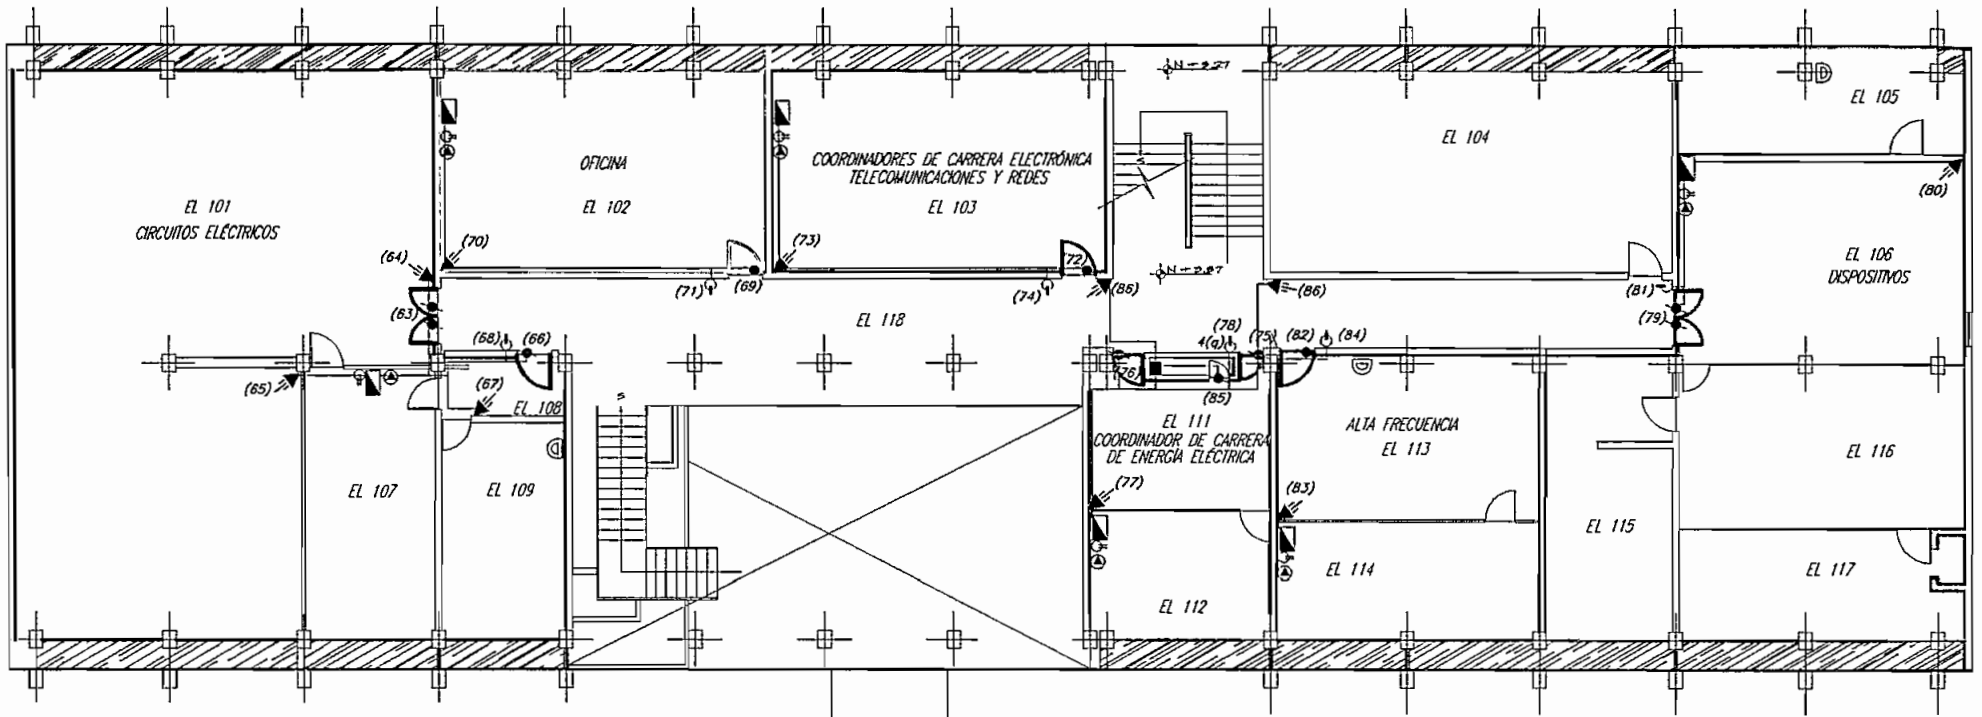 N-2.27
EL 105
EL 104
OFICINA
COORDINADORES DE CARRERA ELECTRÓNICA
TELECOMUNICACIONES Y REDES
S
(80)
EL 101
CIRCUITOS ELÉCTRICOS
EL 102
EL 103
(64)
(70)
(73)
(72)
EL 106
DISPOSITIVOS
(71)
(69)
(74)
(86)
(86)
(81)
(63)
EL 118
(79)
(68)
(66)
(78)
4(a)
(75)
(82)
(84)
(65)
(67)
(76)
(85)
S
EL 108
EL 111
COORDINADOR DE CARRERA
DE ENERGÍA ELÉCTRICA
ALTA FRECUENCIA
EL 113
EL 116
EL 107
EL 109
(77)
(83)
EL 115
EL 114
EL 117
EL 112